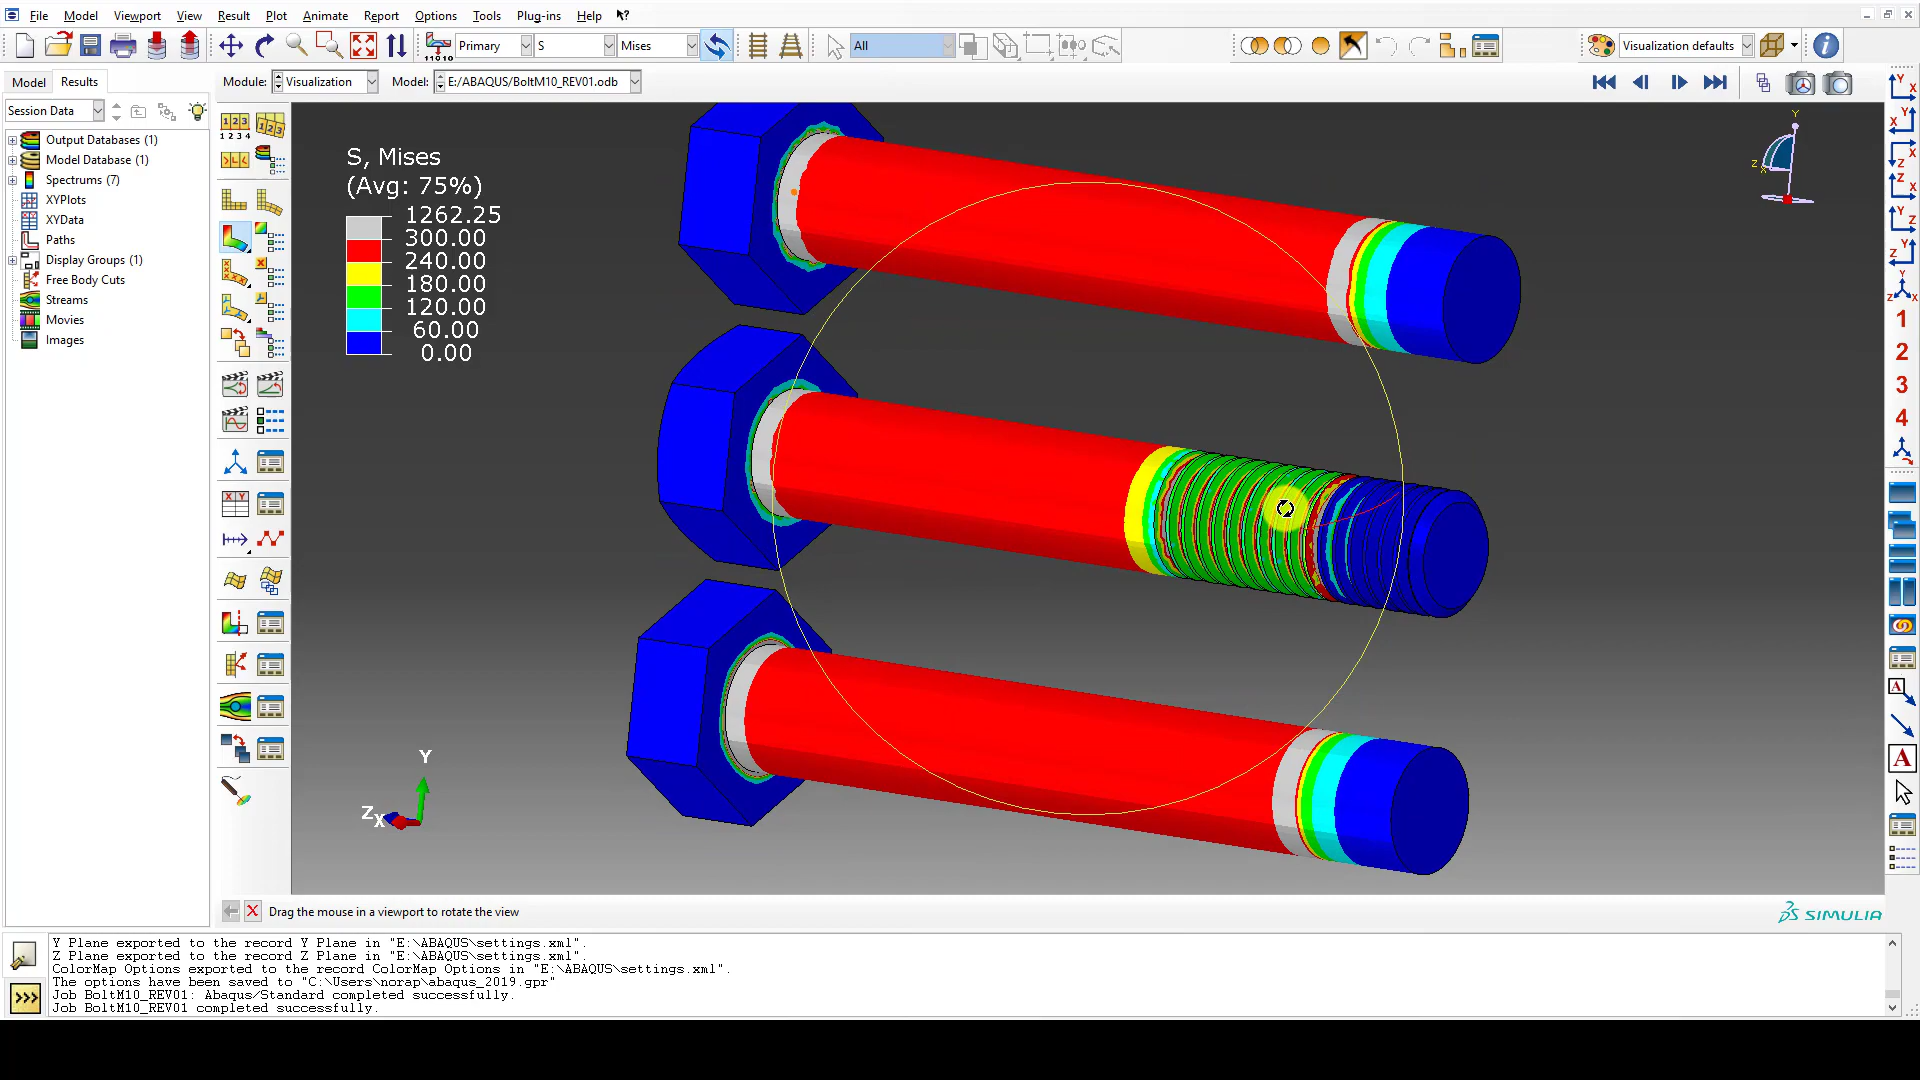 File Model Viewport View Result Plot Animate Report Options Tools Plug-ins Help
Primary S Mises All Visualization defaults
Model Results Module: Visualization Model: E:/ABAQUS/BoltM10_REV01.odb
Session Data
Output Databases (1)
Model Database (1)
Spectrums (7)
XYPlots
XYData
Paths
Display Groups (1)
Free Body Cuts
Streams
Movies
Images
S, Mises
(Avg: 75%)
1262.25
300.00
240.00
180.00
120.00
60.00
0.00
Y
Z
X
Y
Z X
1
2
3
4
A
A
Drag the mouse in a viewport to rotate the view
SIMULIA
Y Plane exported to the record Y Plane in "E:\ABAQUS\settings.xml".
Z Plane exported to the record Z Plane in "E:\ABAQUS\settings.xml".
ColorMap Options exported to the record ColorMap Options in "E:\ABAQUS\settings.xml".
The options have been saved to "C:\Users\norap\abaqus_2019.gpr"
Job BoltM10_REV01: Abaqus/Standard completed successfully.
Job BoltM10_REV01 completed successfully.
>>>